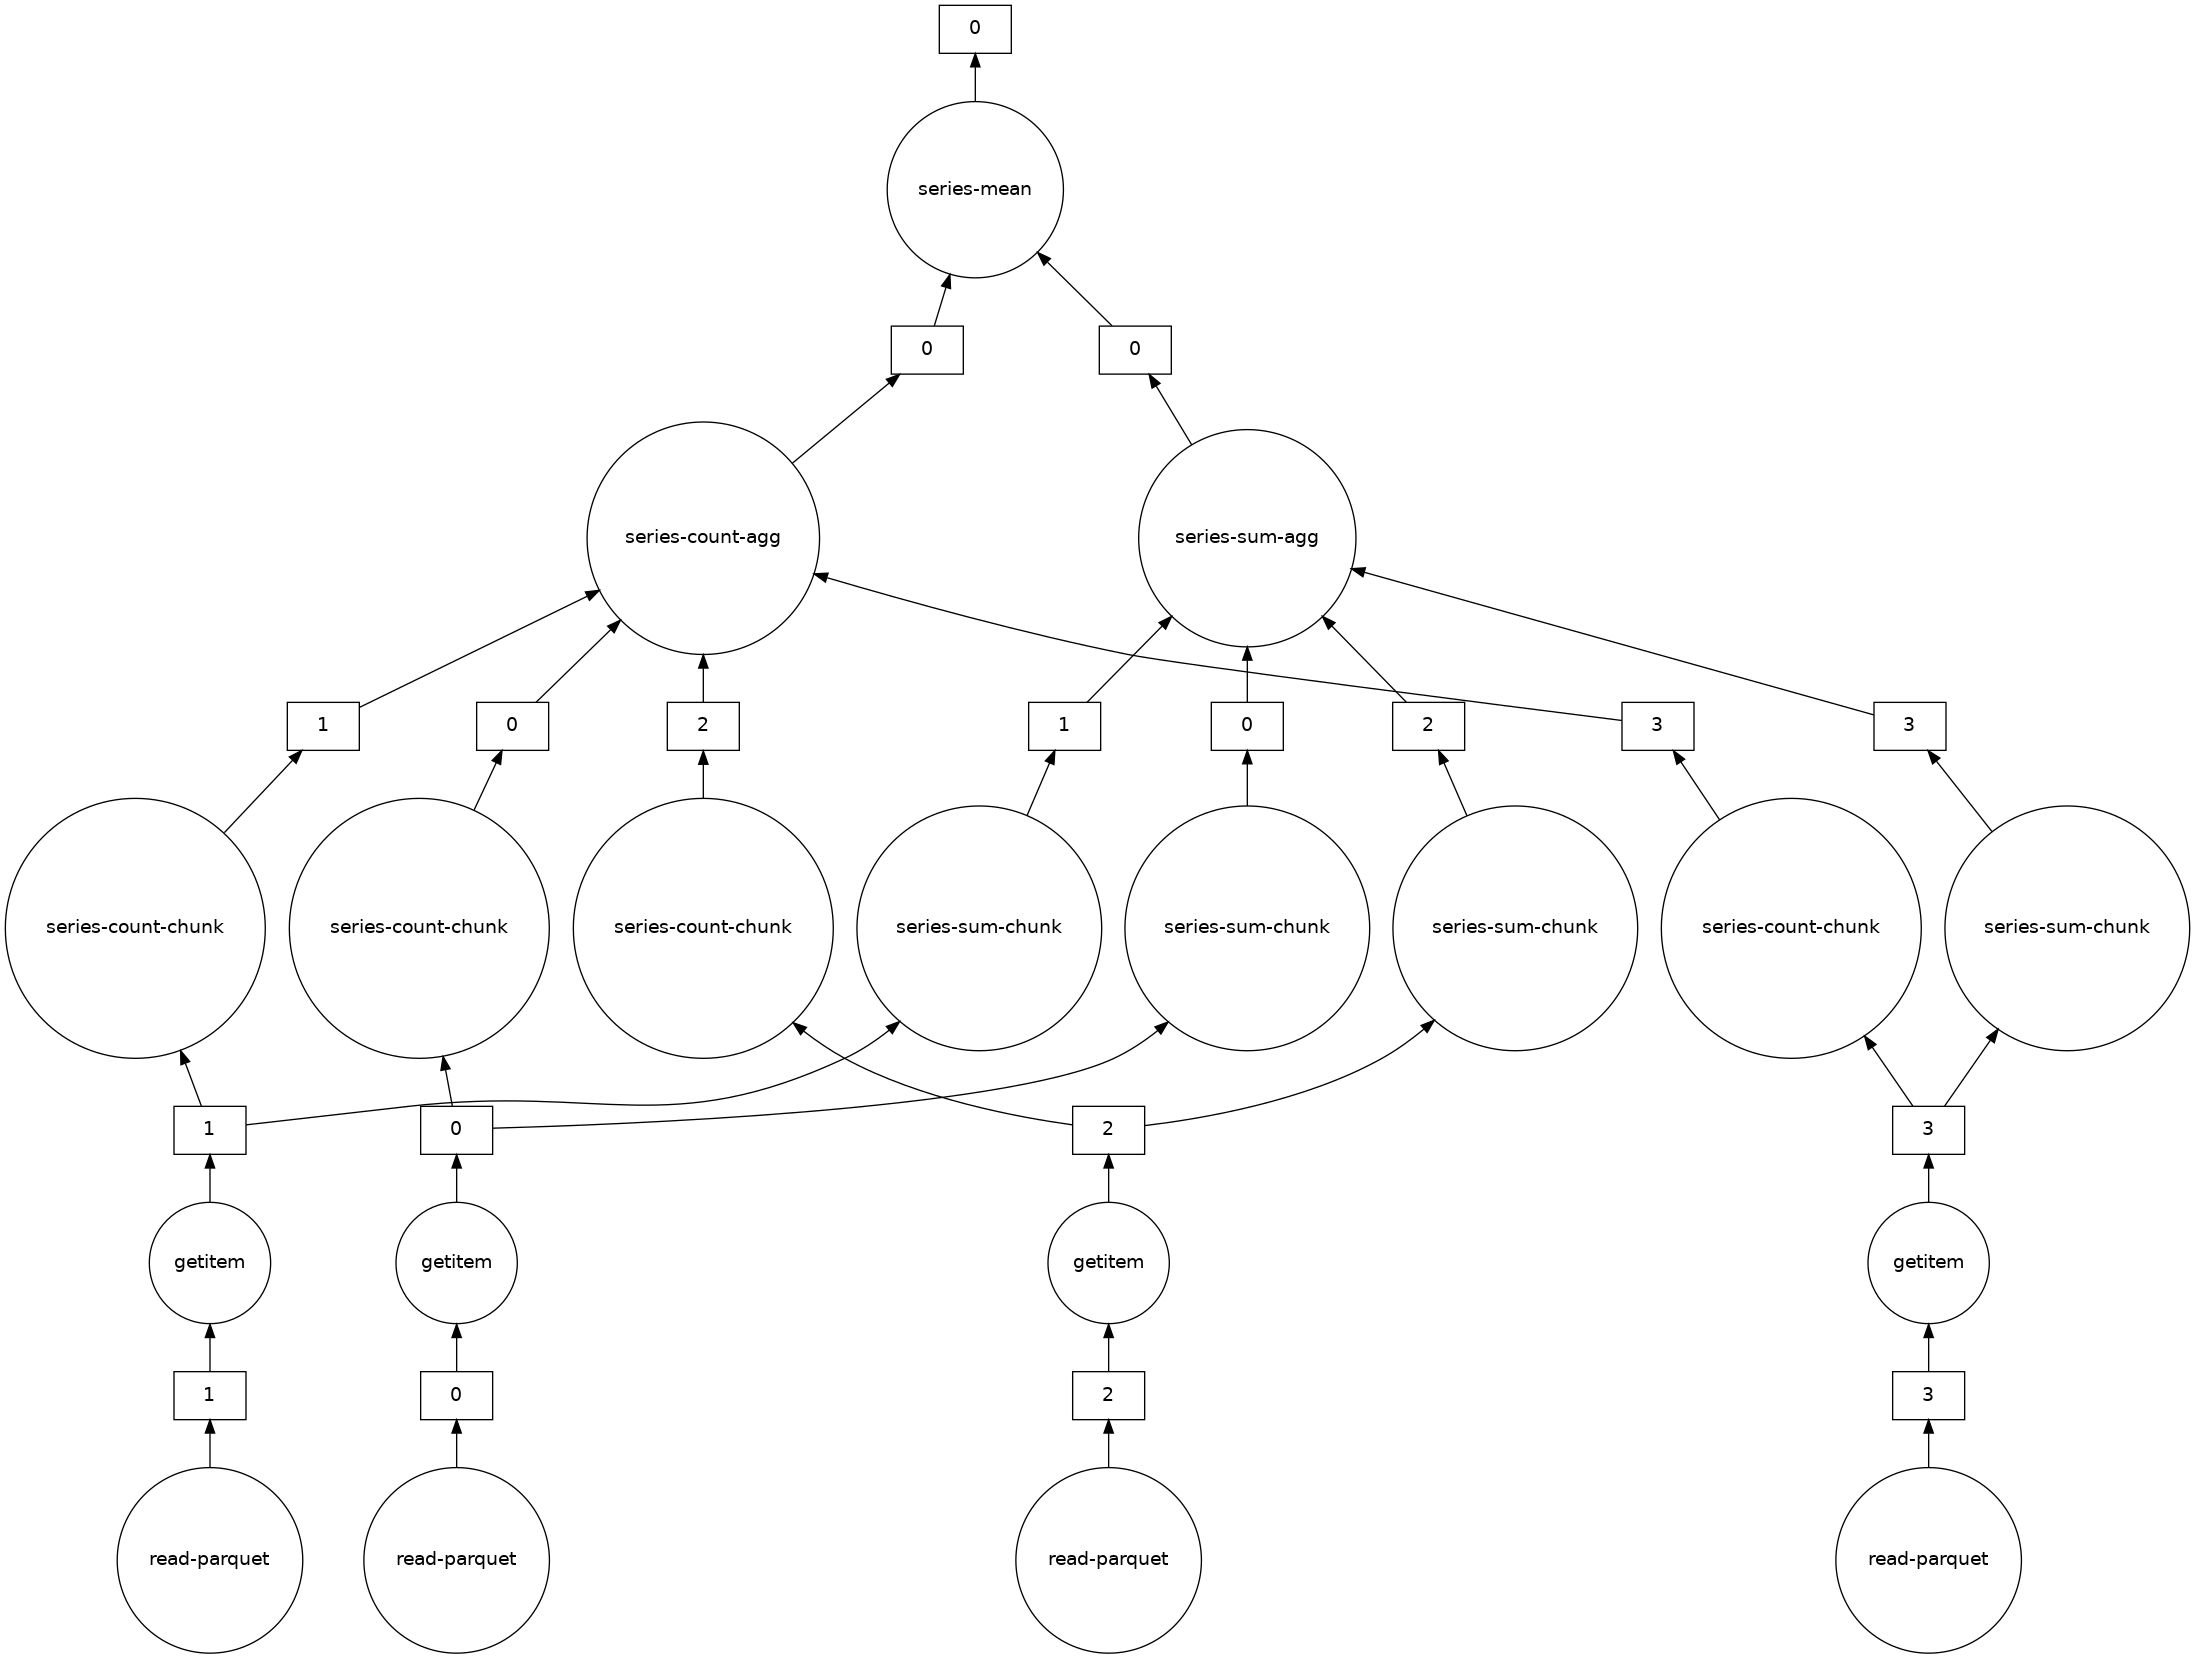 0
series-mean
0
0
series-count-agg
series-sum-agg
1
0
2
1
0
2
3
3
series-count-chunk
series-count-chunk
series-count-chunk
series-sum-chunk
series-sum-chunk
series-sum-chunk
series-count-chunk
series-sum-chunk
1
0
2
3
getitem
getitem
getitem
getitem
1
0
2
3
read-parquet
read-parquet
read-parquet
read-parquet